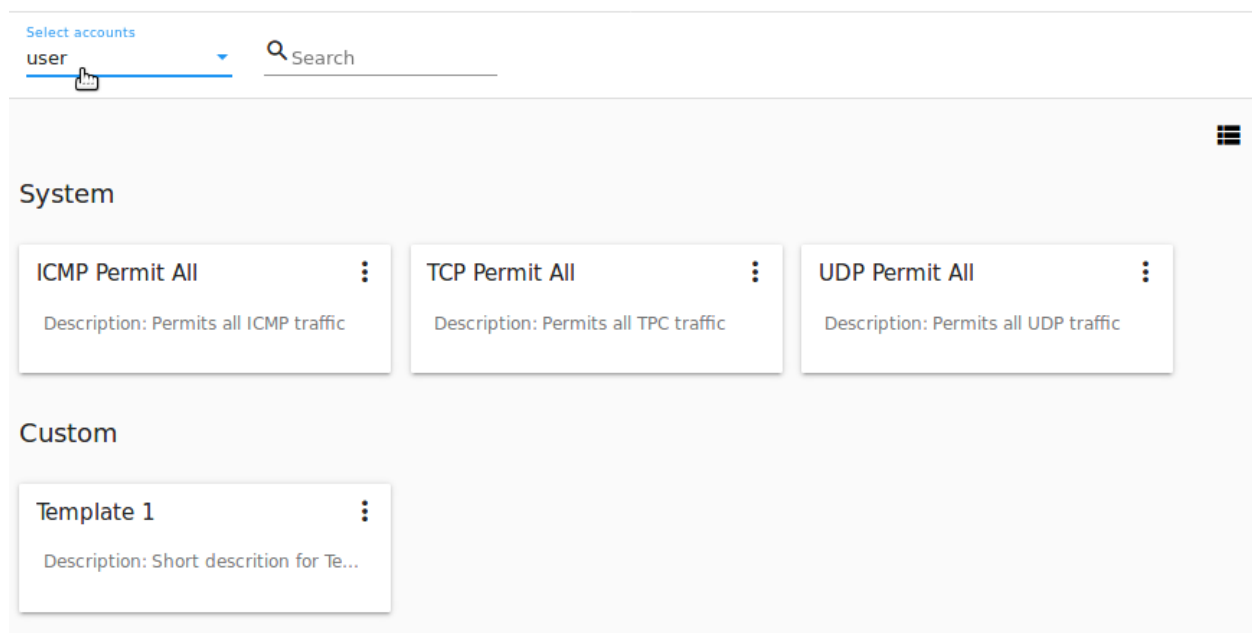 Select accounts
user
Search
System
ICMP Permit All
Description: Permits all ICMP traffic
TCP Permit All
Description: Permits all TPC traffic
UDP Permit All
Description: Permits all UDP traffic
Custom
Template 1
Description: Short descrition for Te...